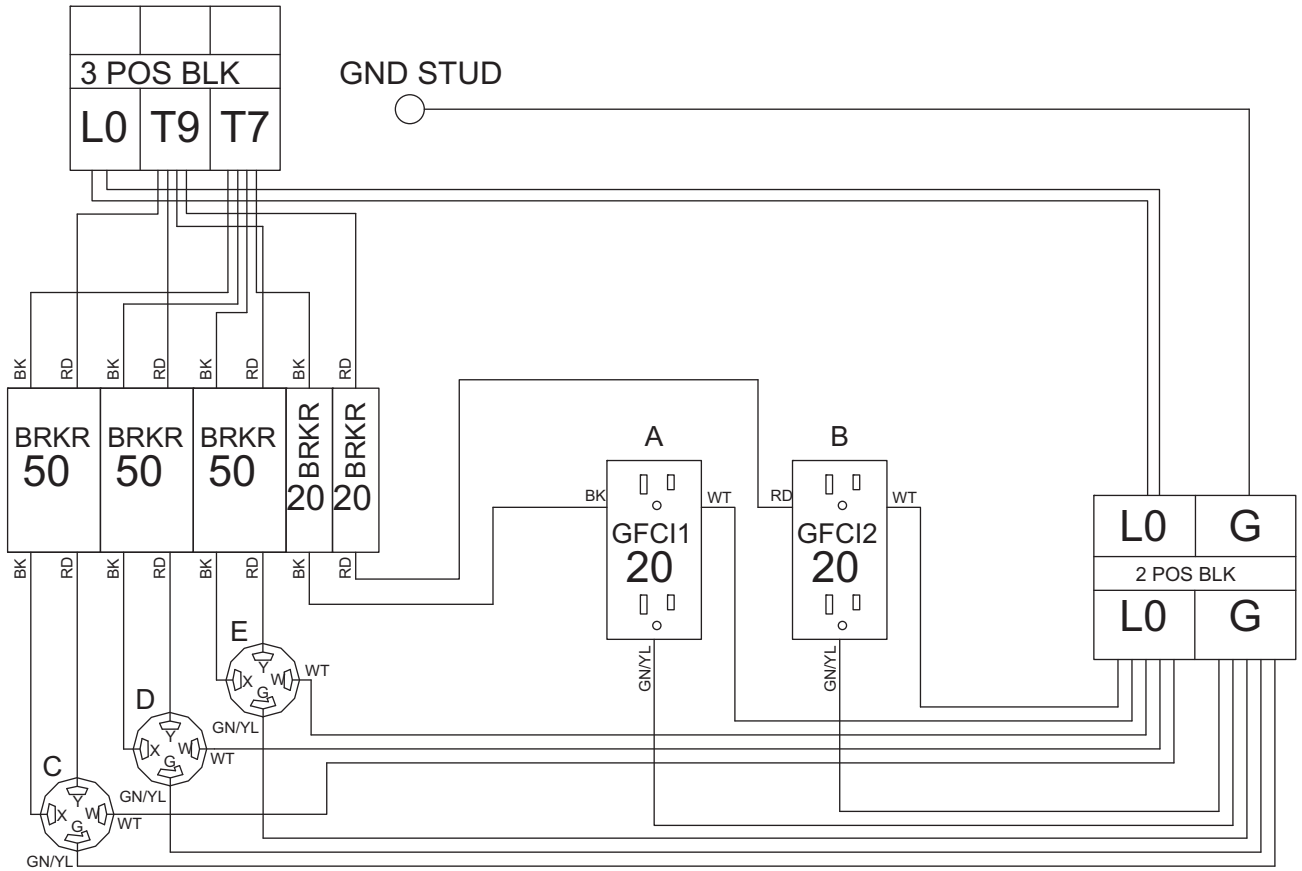 3 POS BLK
L0 T9 T7
GND STUD
BK RD BK RD BK RD BK RD
BRKR 50
BRKR 50
BRKR 50
BRKR 20
BRKR 20
BK RD BK RD BK RD BK RD
A
BK WT
GFCI1
20
GN/YL
B
RD WT
GFCI2
20
GN/YL
L0 G
2 POS BLK
L0 G
E
Y
X W
G
WT
GN/YL
D
Y
X W
G
WT
GN/YL
C
Y
X W
G
WT
GN/YL